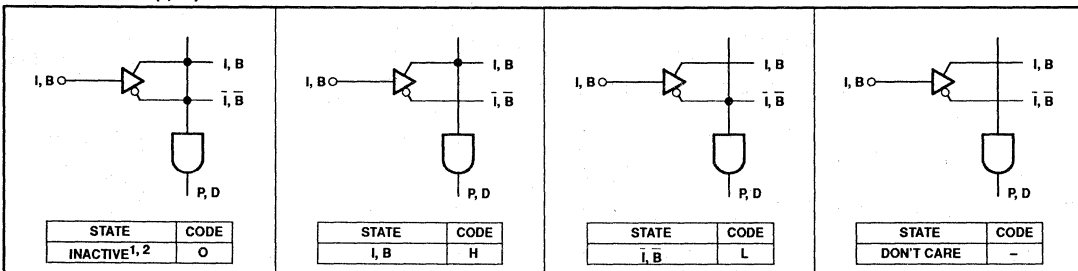 I, B
I, B
I̅, B̅
P, D
STATE CODE
INACTIVE1, 2 O
I, B
I, B
I̅, B̅
P, D
STATE CODE
I, B H
I, B
I, B
I̅, B̅
P, D
STATE CODE
I̅, B̅ L
I, B
I, B
I̅, B̅
P, D
STATE CODE
DON'T CARE –